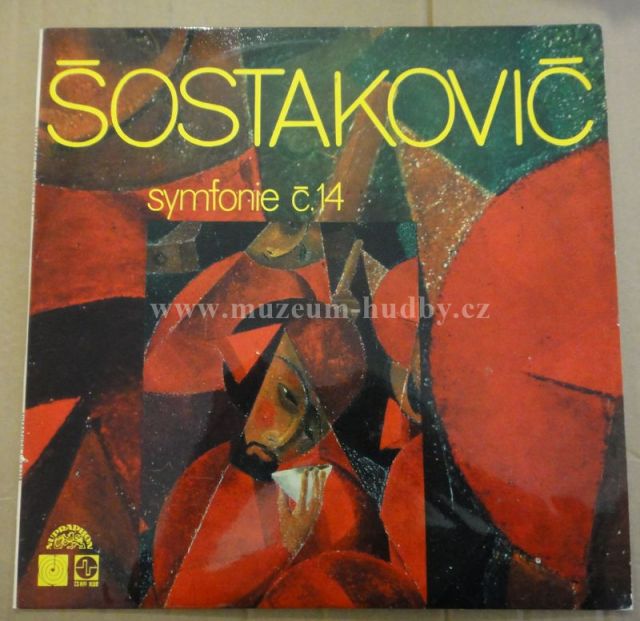 ŠOSTAKOVIČ
symfonie č.14
www.muzeum-hudby.cz
SUPRAPHON